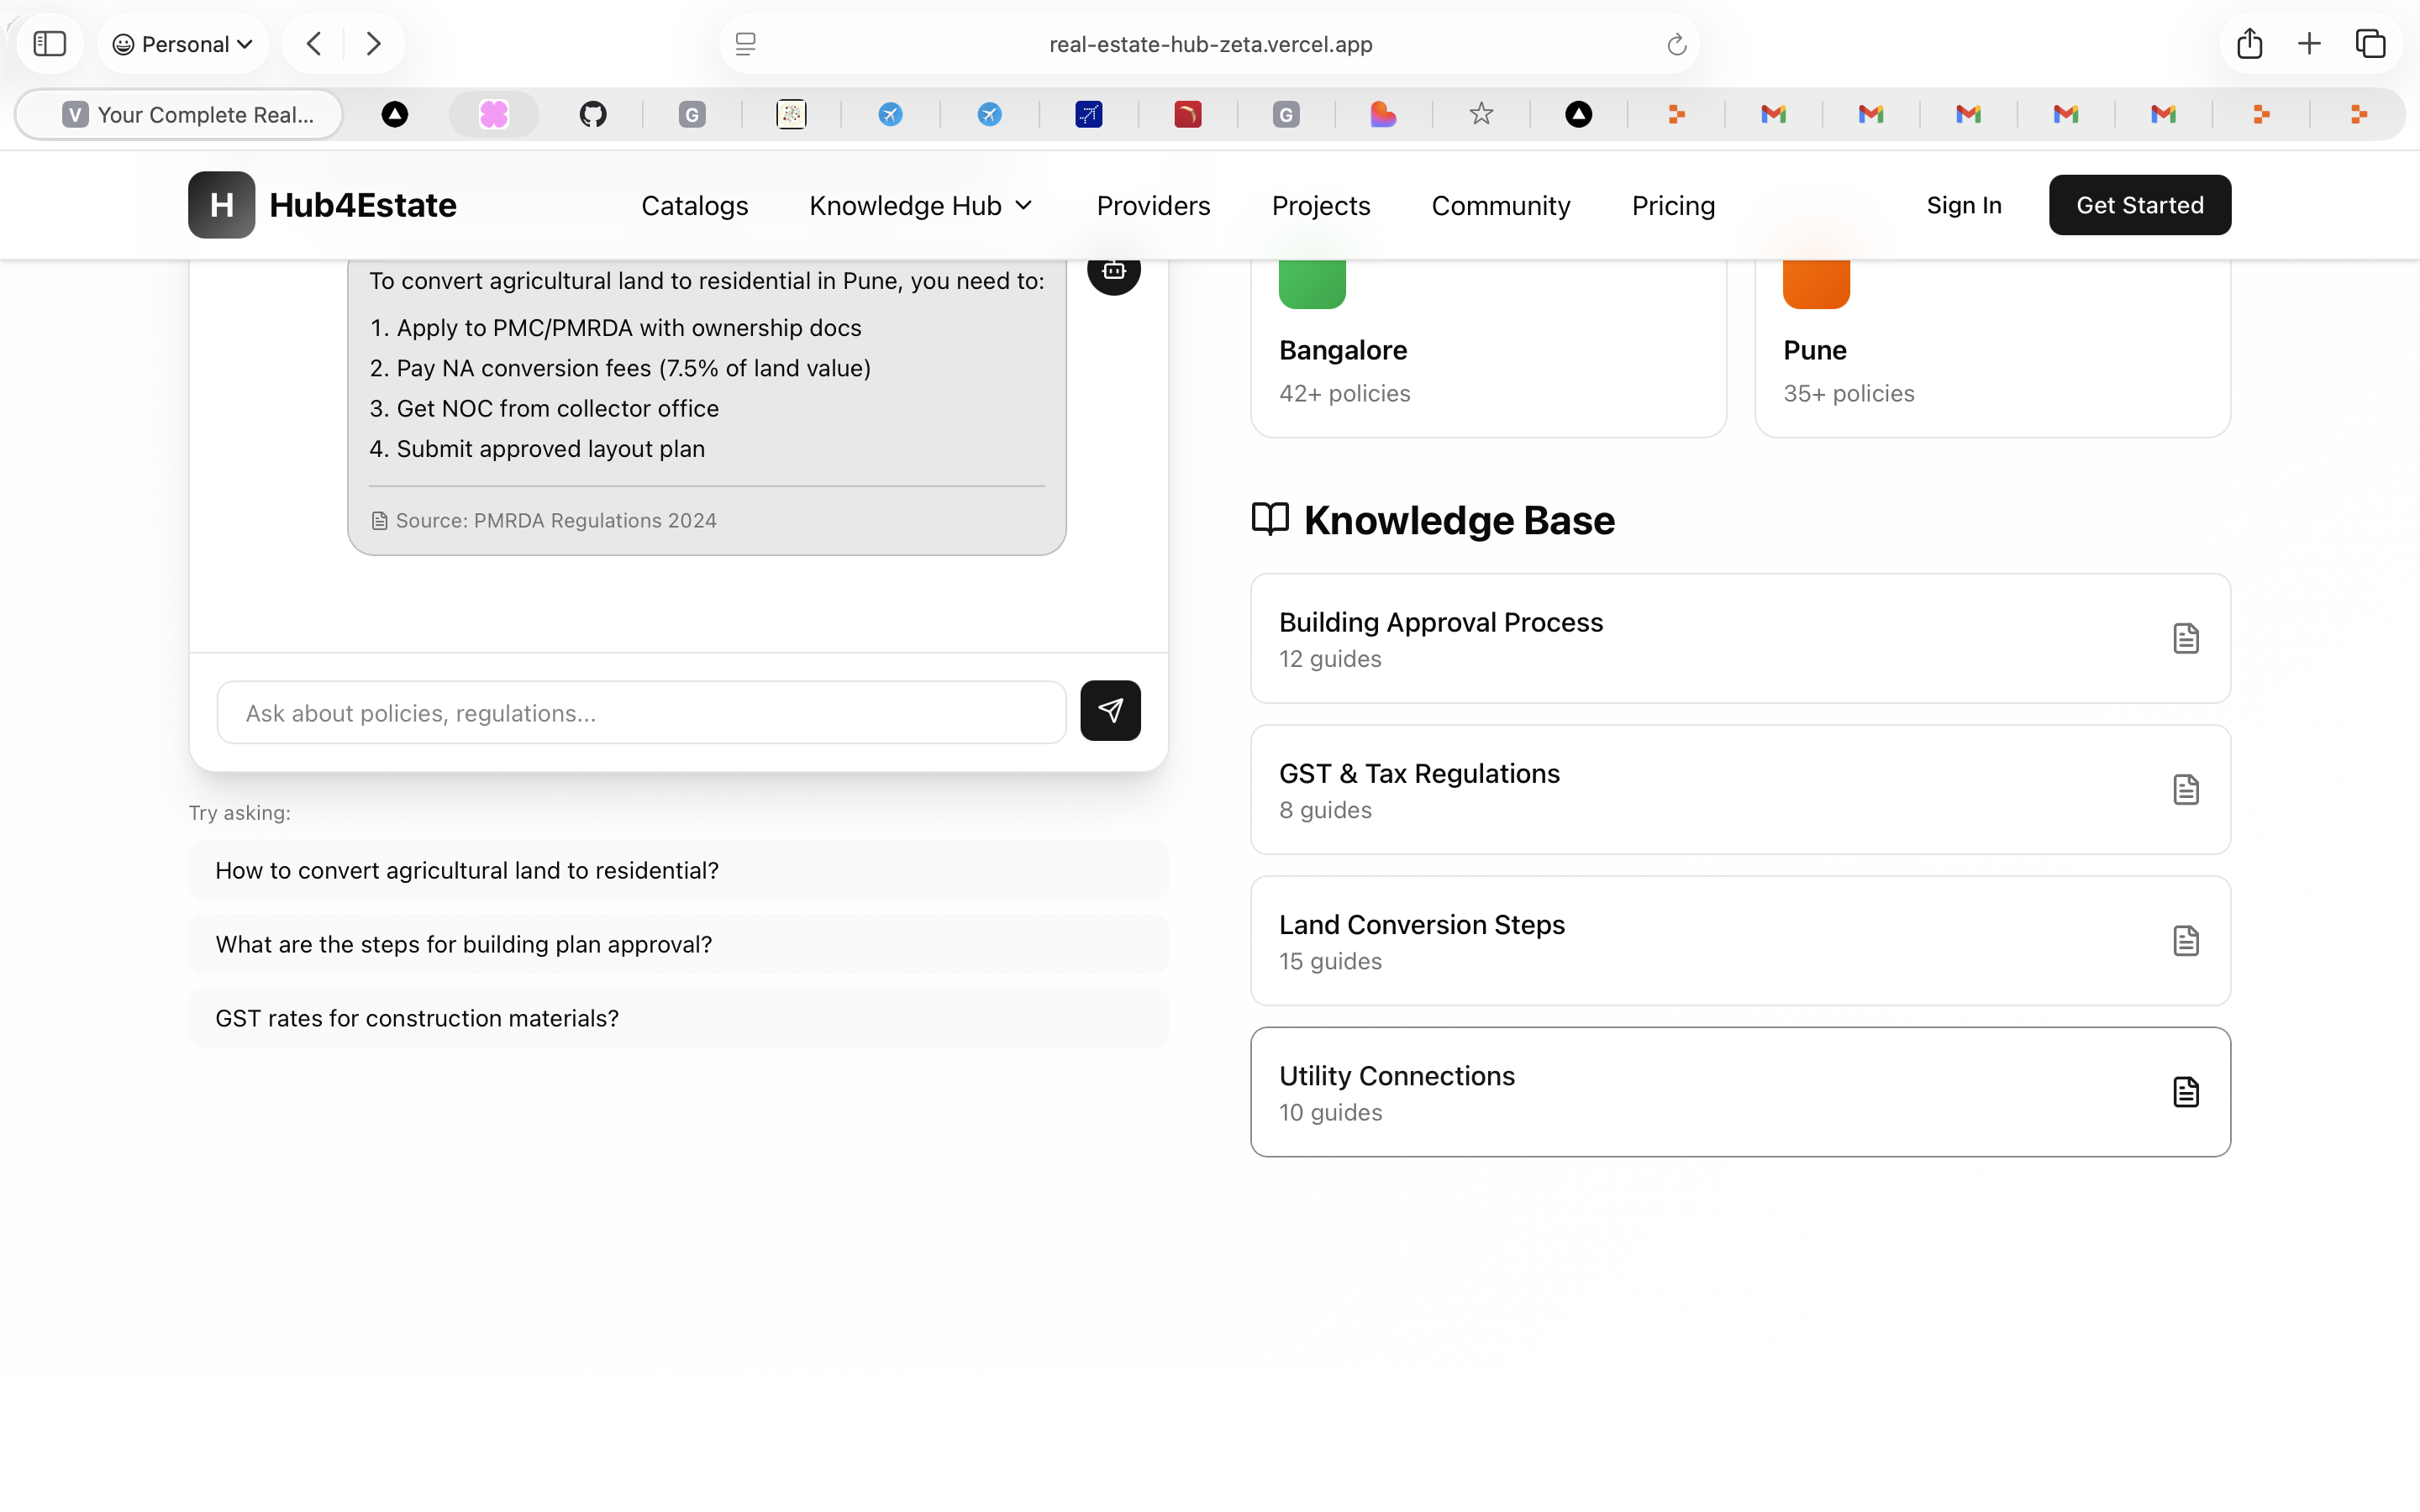 Personal
real-estate-hub-zeta.vercel.app
V Your Complete Real...
G
G
H Hub4Estate
Catalogs
Knowledge Hub
Providers
Projects
Community
Pricing
Sign In
Get Started
To convert agricultural land to residential in Pune, you need to:
1. Apply to PMC/PMRDA with ownership docs
2. Pay NA conversion fees (7.5% of land value)
3. Get NOC from collector office
4. Submit approved layout plan
Source: PMRDA Regulations 2024
Ask about policies, regulations...
Try asking:
How to convert agricultural land to residential?
What are the steps for building plan approval?
GST rates for construction materials?
Bangalore
42+ policies
Pune
35+ policies
Knowledge Base
Building Approval Process
12 guides
GST & Tax Regulations
8 guides
Land Conversion Steps
15 guides
Utility Connections
10 guides